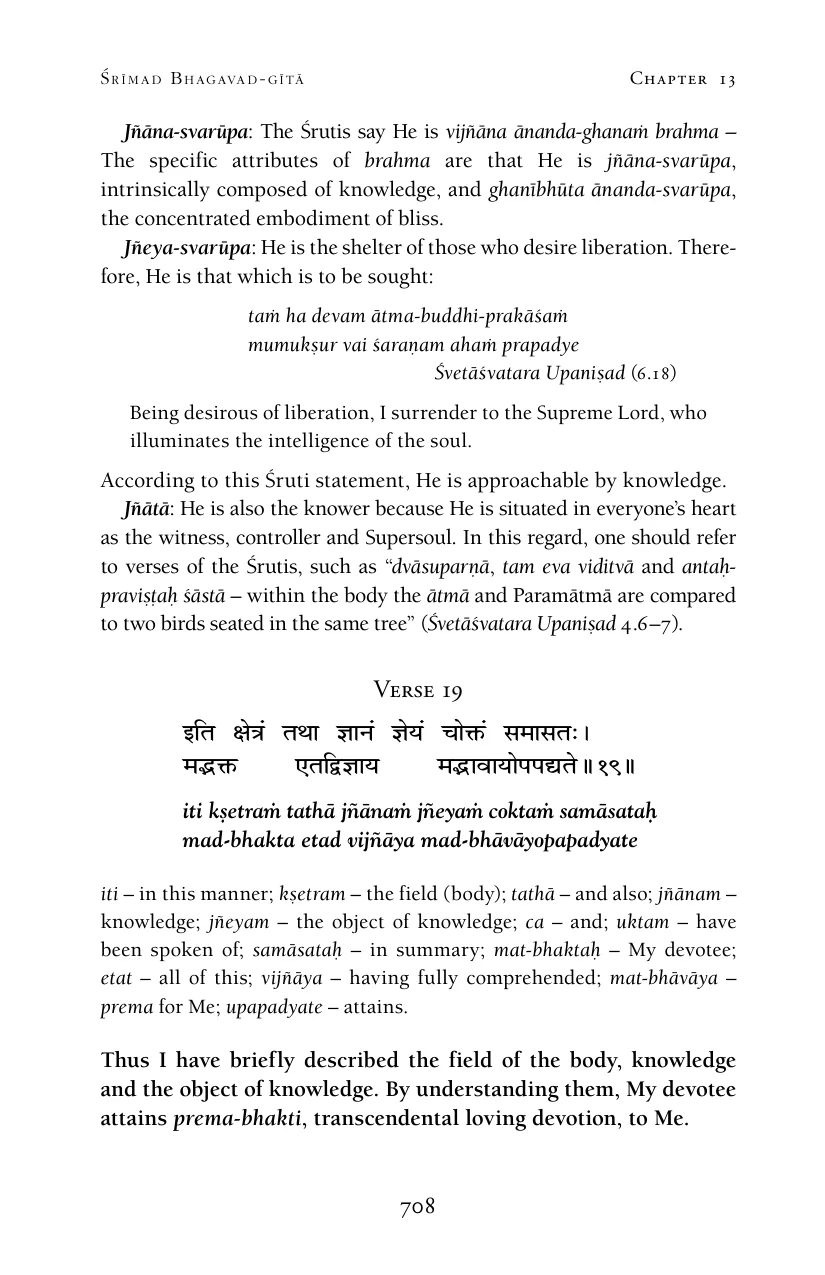 Śrīmad Bhagavad-gītā Chapter 13
Jñāna-svarūpa: The Śrutis say He is vijñāna ānanda-ghanaṁ brahma –
The specific attributes of brahma are that He is jñāna-svarūpa,
intrinsically composed of knowledge, and ghanībhūta ānanda-svarūpa,
the concentrated embodiment of bliss.
Jñeya-svarūpa: He is the shelter of those who desire liberation. There-
fore, He is that which is to be sought:
taṁ ha devam ātma-buddhi-prakāśaṁ
mumukṣur vai śaraṇam ahaṁ prapadye
Śvetāśvatara Upaniṣad (6.18)
Being desirous of liberation, I surrender to the Supreme Lord, who
illuminates the intelligence of the soul.
According to this Śruti statement, He is approachable by knowledge.
Jñātā: He is also the knower because He is situated in everyone’s heart
as the witness, controller and Supersoul. In this regard, one should refer
to verses of the Śrutis, such as “dvāsuparṇā, tam eva viditvā and antaḥ-
praviṣṭaḥ śāstā – within the body the ātmā and Paramātmā are compared
to two birds seated in the same tree” (Śvetāśvatara Upaniṣad 4.6–7).
Verse 19
इति क्षेत्रं तथा ज्ञानं ज्ञेयं चोक्तं समासतः।
मद्भक्त एतद्विज्ञाय मद्भावायोपपद्यते॥१९॥
iti kṣetraṁ tathā jñānaṁ jñeyaṁ coktaṁ samāsataḥ
mad-bhakta etad vijñāya mad-bhāvāyopapadyate
iti – in this manner; kṣetram – the field (body); tathā – and also; jñānam –
knowledge; jñeyam – the object of knowledge; ca – and; uktam – have
been spoken of; samāsataḥ – in summary; mat-bhaktaḥ – My devotee;
etat – all of this; vijñāya – having fully comprehended; mat-bhāvāya –
prema for Me; upapadyate – attains.
Thus I have briefly described the field of the body, knowledge
and the object of knowledge. By understanding them, My devotee
attains prema-bhakti, transcendental loving devotion, to Me.
708